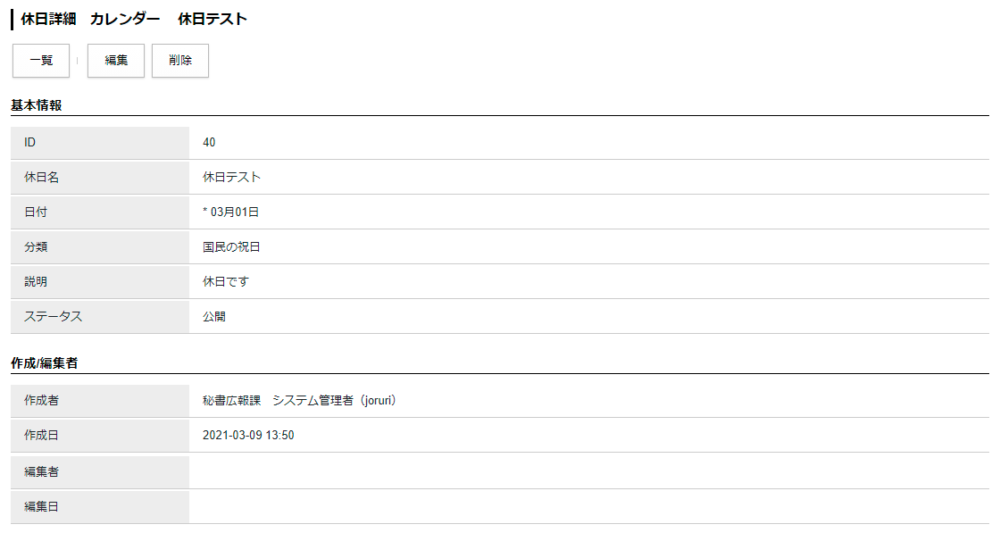 休日詳細　カレンダー　休日テスト
一覧 編集 削除
基本情報
ID 40
休日名 休日テスト
日付 * 03月01日
分類 国民の祝日
説明 休日です
ステータス 公開
作成/編集者
作成者 秘書広報課　システム管理者（joruri）
作成日 2021-03-09 13:50
編集者
編集日